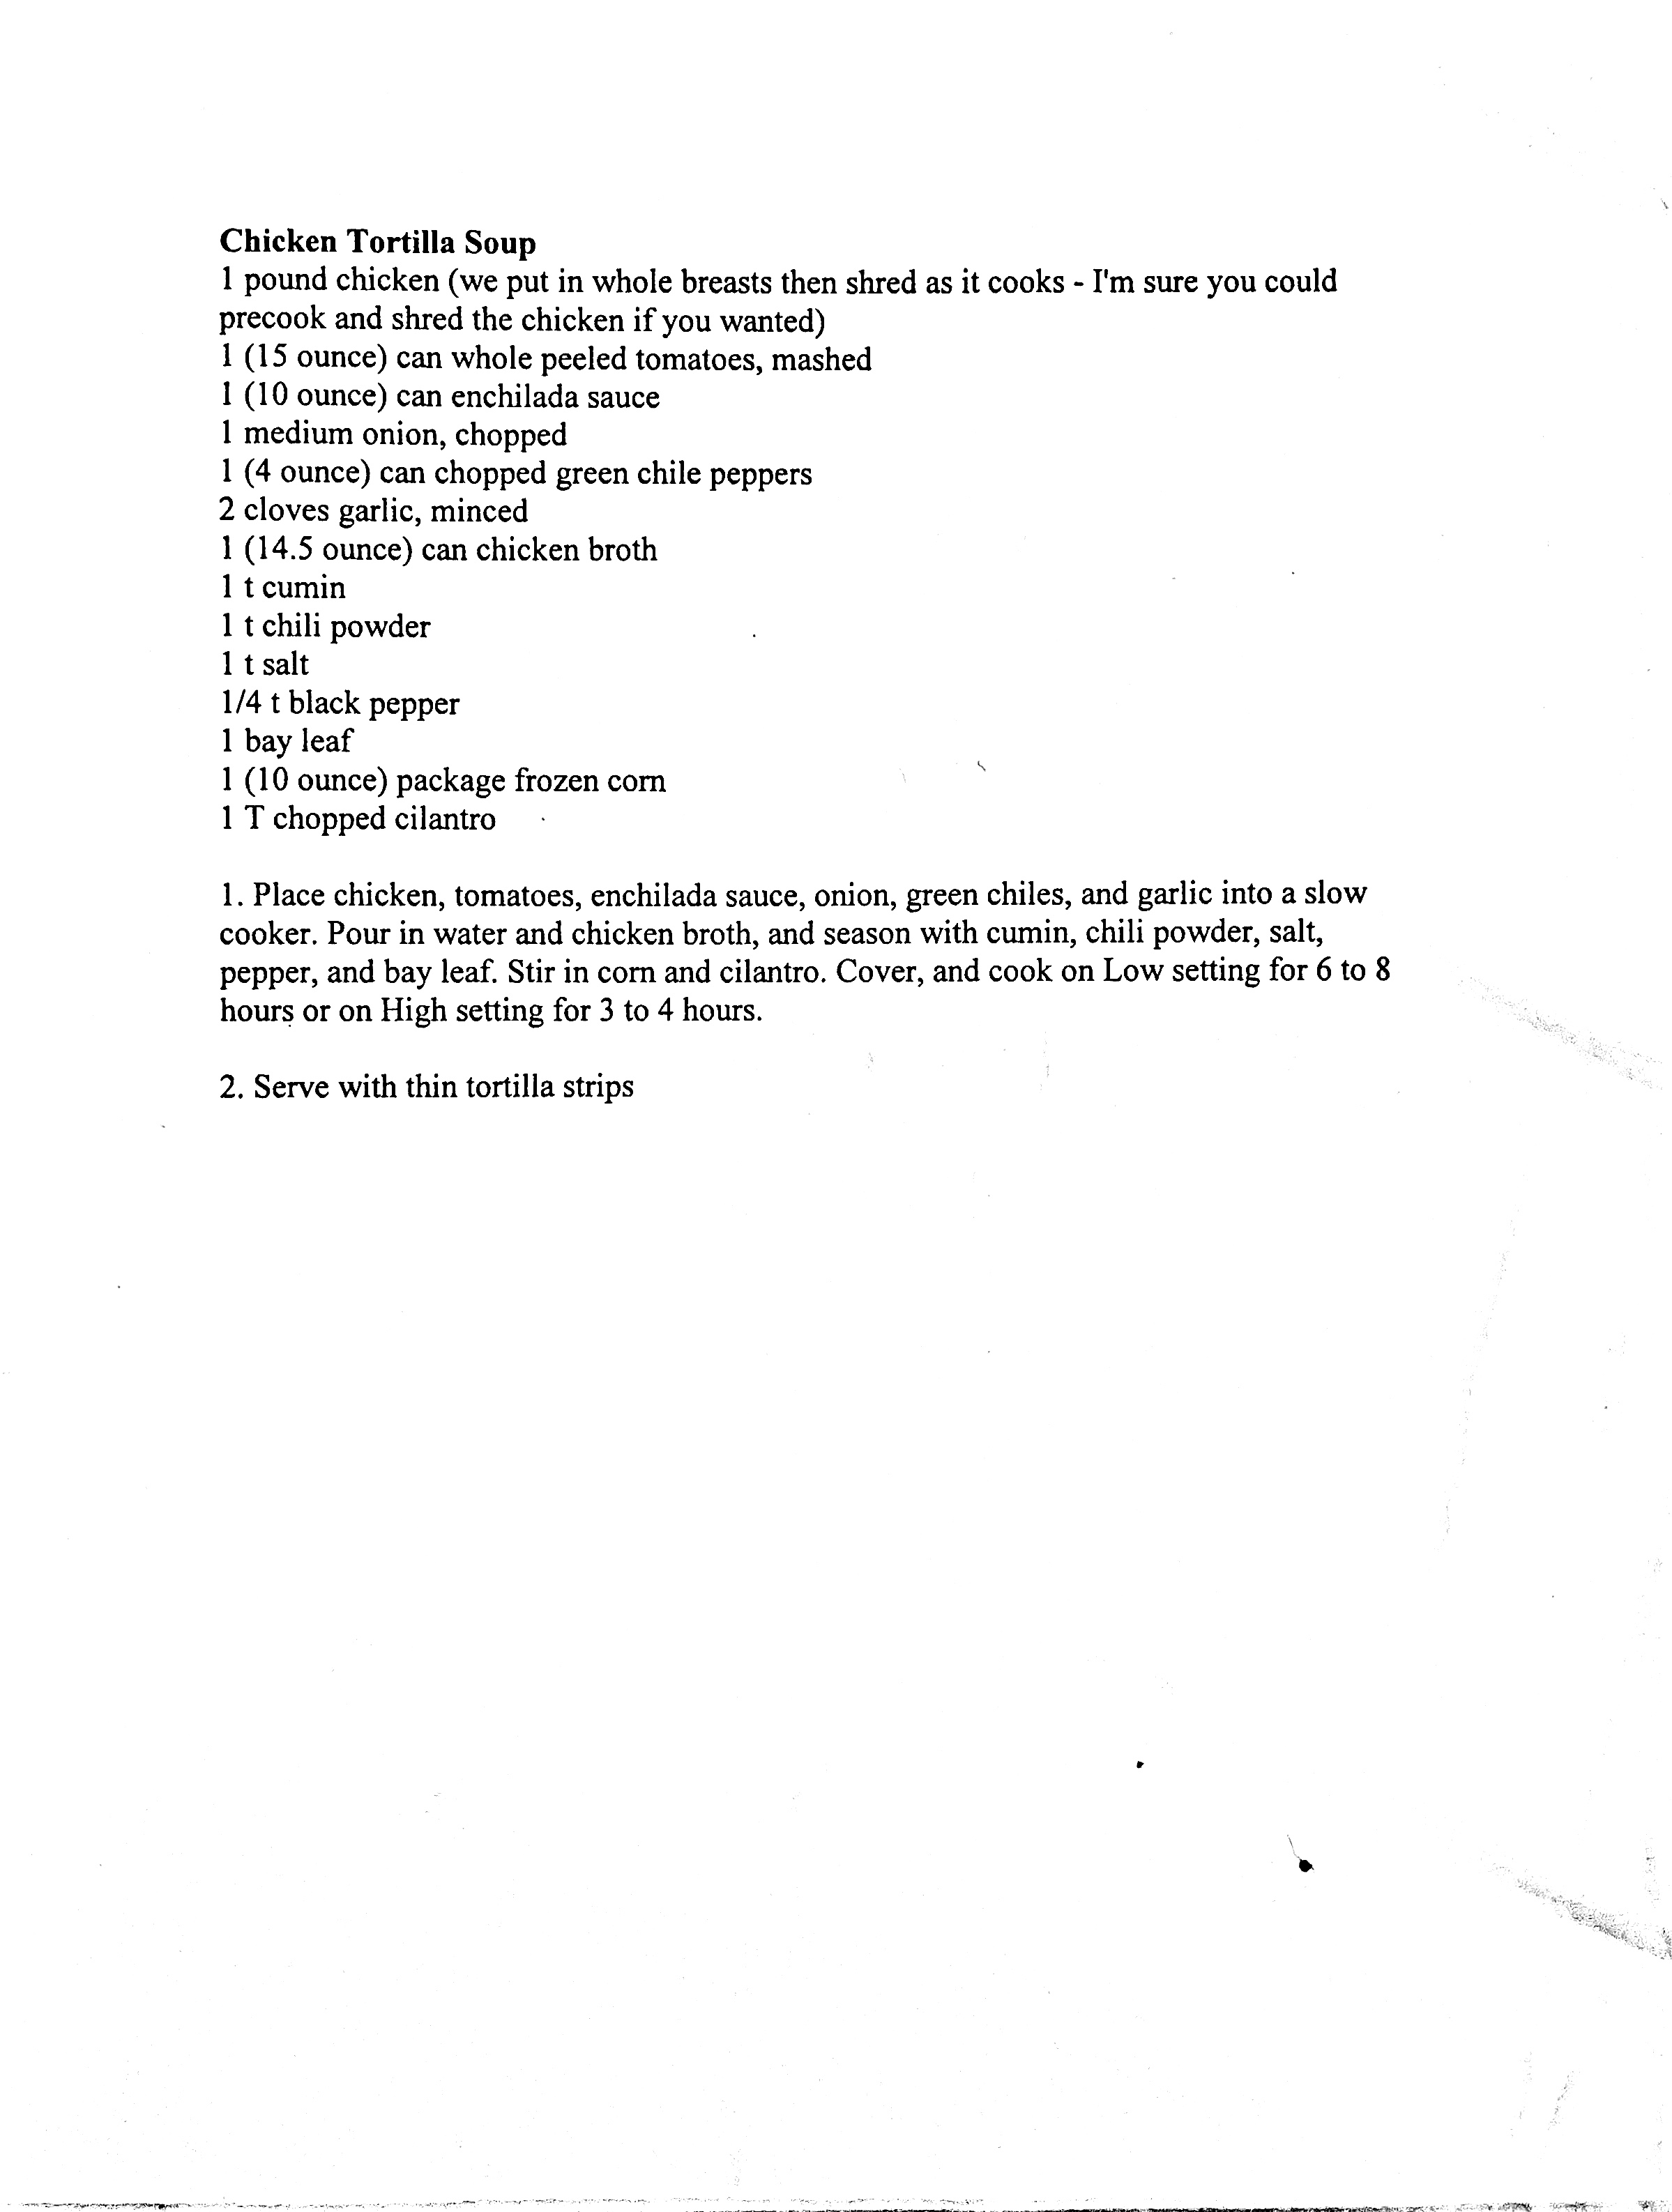 Chicken Tortilla Soup
1 pound chicken (we put in whole breasts then shred as it cooks - I'm sure you could
precook and shred the chicken if you wanted)
1 (15 ounce) can whole peeled tomatoes, mashed
1 (10 ounce) can enchilada sauce
1 medium onion, chopped
1 (4 ounce) can chopped green chile peppers
2 cloves garlic, minced
1 (14.5 ounce) can chicken broth
1 t cumin
1 t chili powder
1 t salt
1/4 t black pepper
1 bay leaf
1 (10 ounce) package frozen corn
1 T chopped cilantro
1. Place chicken, tomatoes, enchilada sauce, onion, green chiles, and garlic into a slow
cooker. Pour in water and chicken broth, and season with cumin, chili powder, salt,
pepper, and bay leaf. Stir in corn and cilantro. Cover, and cook on Low setting for 6 to 8
hours or on High setting for 3 to 4 hours.
2. Serve with thin tortilla strips